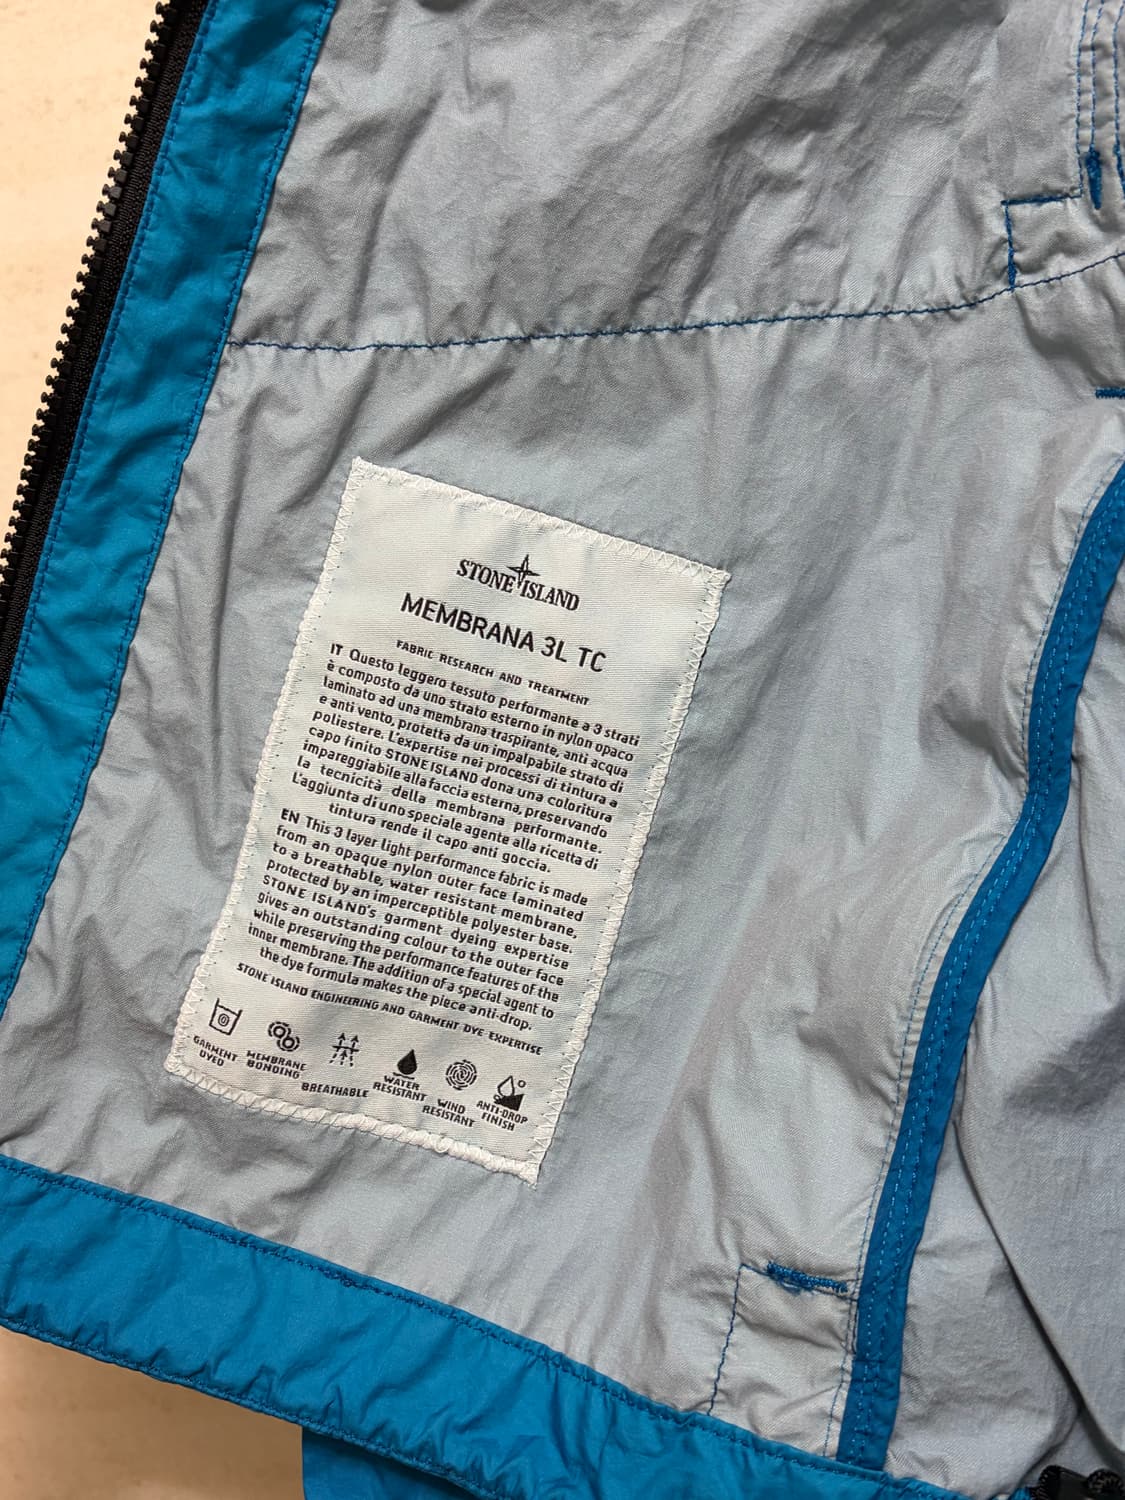 STONE ISLAND
MEMBRANA 3L TC
FABRIC RESEARCH AND TREATMENT
IT Questo leggero tessuto performante a 3 strati
è composto da uno strato esterno in nylon opaco
laminato ad una membrana traspirante, anti acqua
e anti vento, protetta da un impalpabile strato di
poliestere. L'expertise nei processi di tintura a
capo finito STONE ISLAND dona una coloritura
impareggiabile alla faccia esterna, preservando
la tecnicità della membrana performante.
L'aggiunta di uno speciale agente alla ricetta di
tintura rende il capo anti goccia.
EN This 3 layer light performance fabric is made
from an opaque nylon outer face laminated
to a breathable, water resistant membrane,
protected by an imperceptible polyester base.
STONE ISLAND's garment dyeing expertise
gives an outstanding colour to the outer face
while preserving the performance features of the
inner membrane. The addition of a special agent to
the dye formula makes the piece anti-drop.
STONE ISLAND ENGINEERING AND GARMENT DYE EXPERTISE
GARMENT
DYED
MEMBRANE
BONDING
BREATHABLE
WATER
RESISTANT
WIND
RESISTANT
ANTI-DROP
FINISH